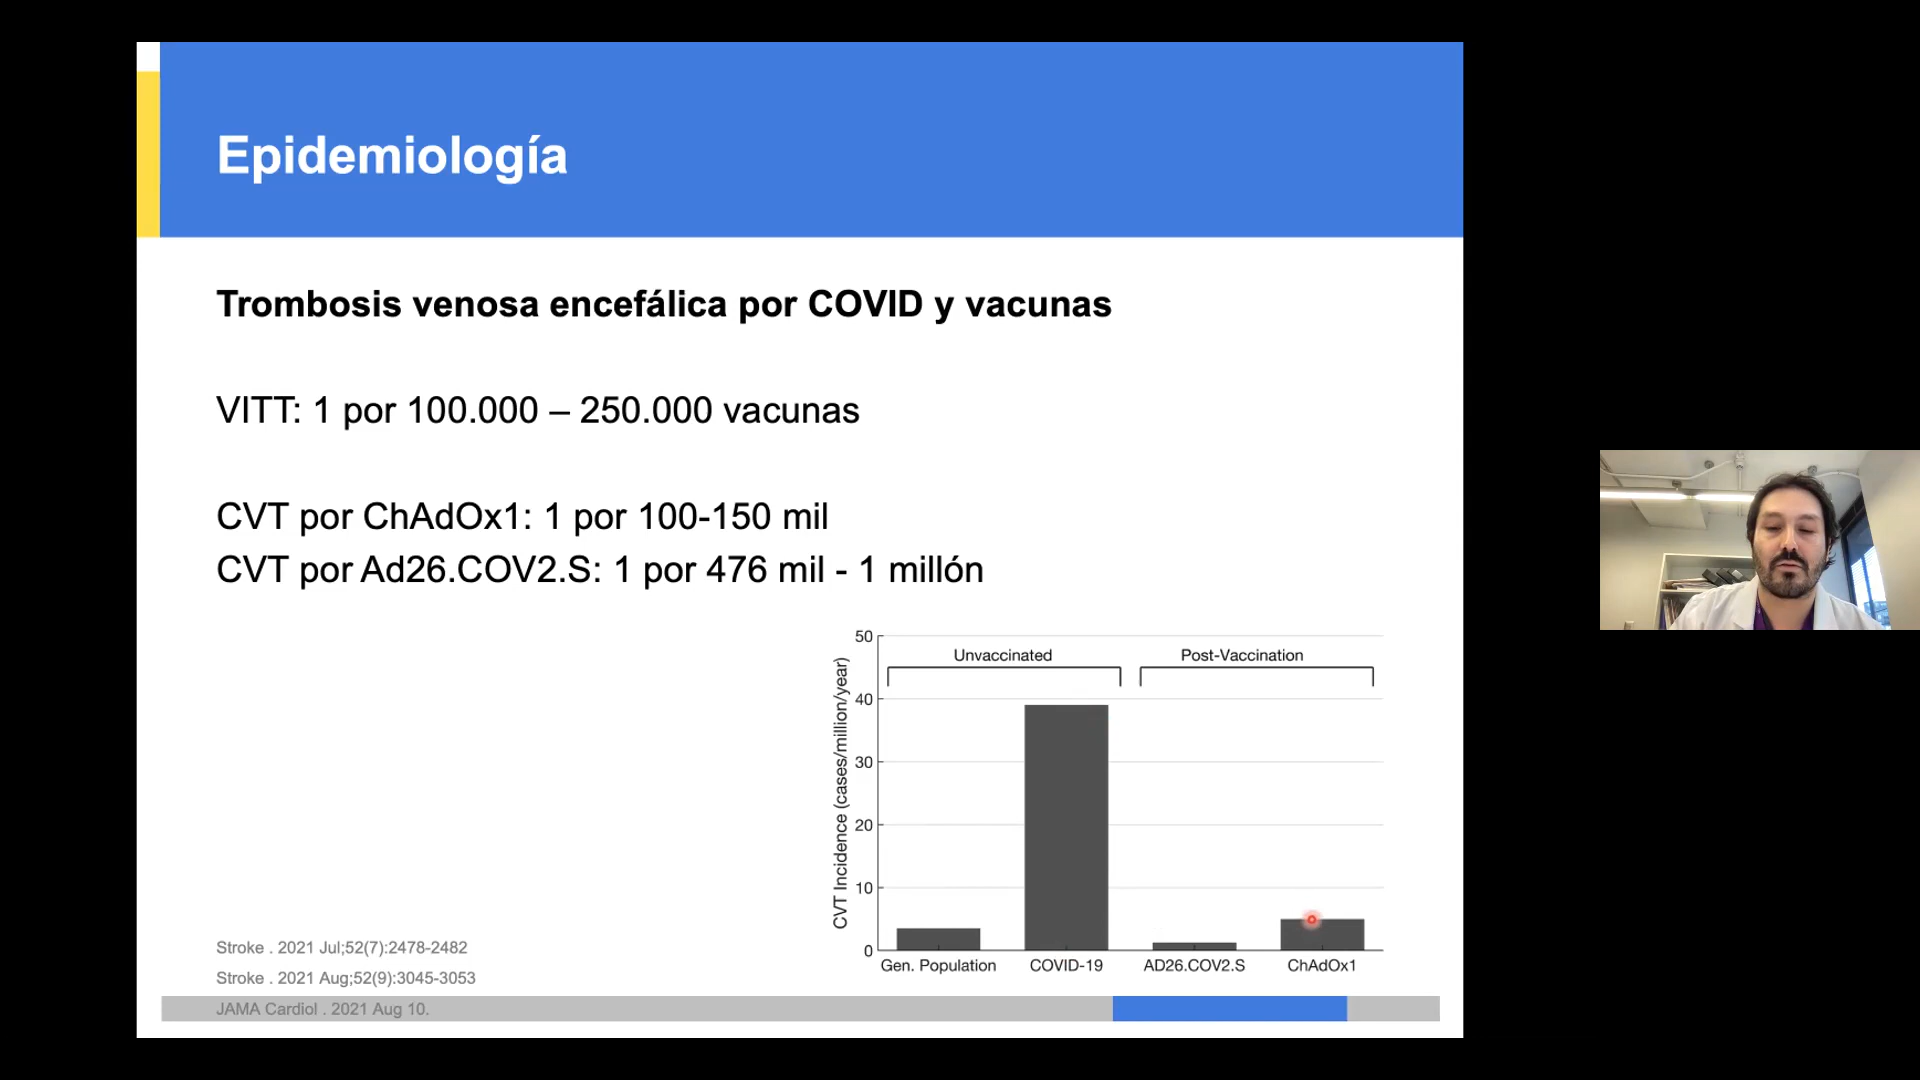 Epidemiología
Trombosis venosa encefálica por COVID y vacunas
VITT: 1 por 100.000 – 250.000 vacunas
CVT por ChAdOx1: 1 por 100-150 mil
CVT por Ad26.COV2.S: 1 por 476 mil - 1 millón
CVT Incidence (cases/million/year)
50
40
30
20
10
0
Unvaccinated
Post-Vaccination
Gen. Population
COVID-19
AD26.COV2.S
ChAdOx1
Stroke . 2021 Jul;52(7):2478-2482
Stroke . 2021 Aug;52(9):3045-3053
JAMA Cardiol . 2021 Aug 10.